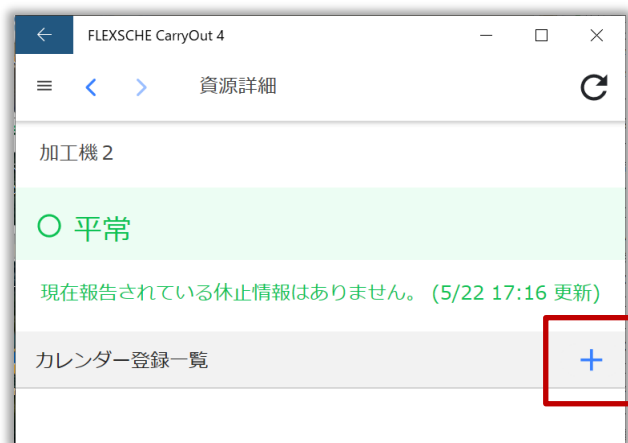 FLEXSCHE CarryOut 4
資源詳細
加工機2
平常
現在報告されている休止情報はありません。 (5/22 17:16 更新)
カレンダー登録一覧